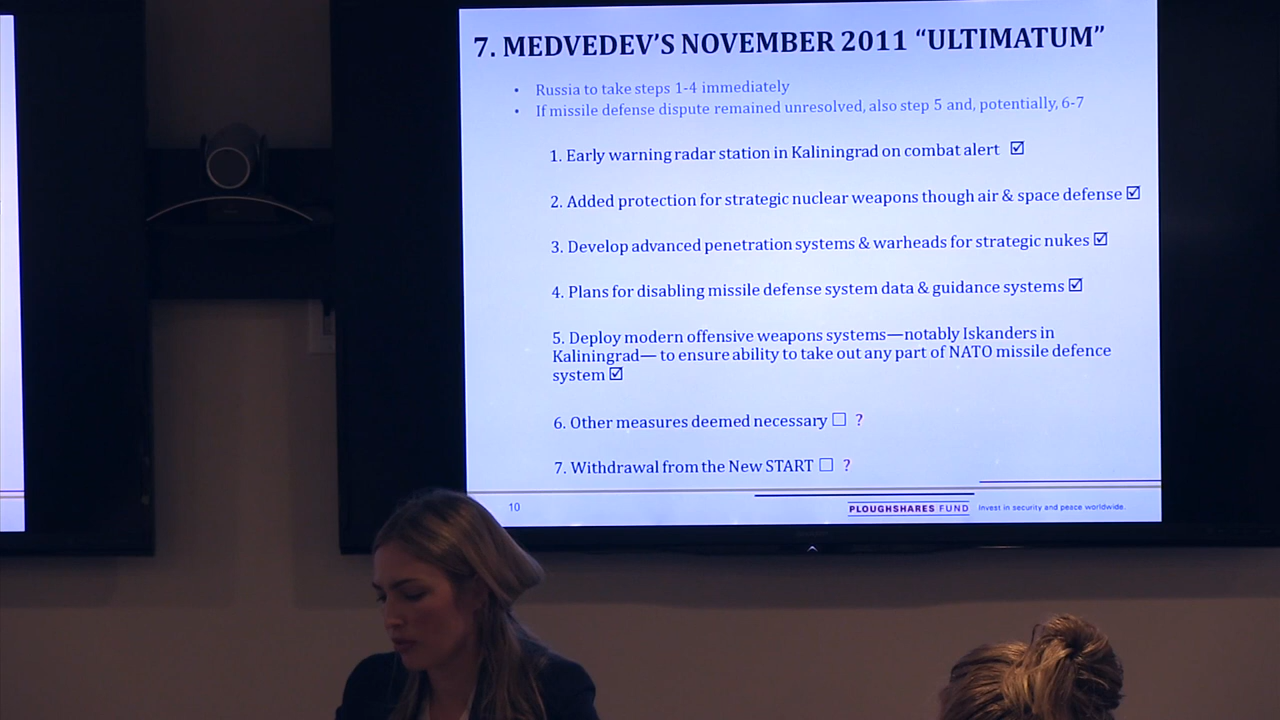 7. MEDVEDEV'S NOVEMBER 2011 “ULTIMATUM”
• Russia to take steps 1-4 immediately
• If missile defense dispute remained unresolved, also step 5 and, potentially, 6-7
1. Early warning radar station in Kaliningrad on combat alert ☑
2. Added protection for strategic nuclear weapons though air & space defense ☑
3. Develop advanced penetration systems & warheads for strategic nukes ☑
4. Plans for disabling missile defense system data & guidance systems ☑
5. Deploy modern offensive weapons systems—notably Iskanders in
Kaliningrad— to ensure ability to take out any part of NATO missile defence
system ☑
6. Other measures deemed necessary ☐ ?
7. Withdrawal from the New START ☐ ?
10
PLOUGHSHARES FUND Invest in security and peace worldwide.